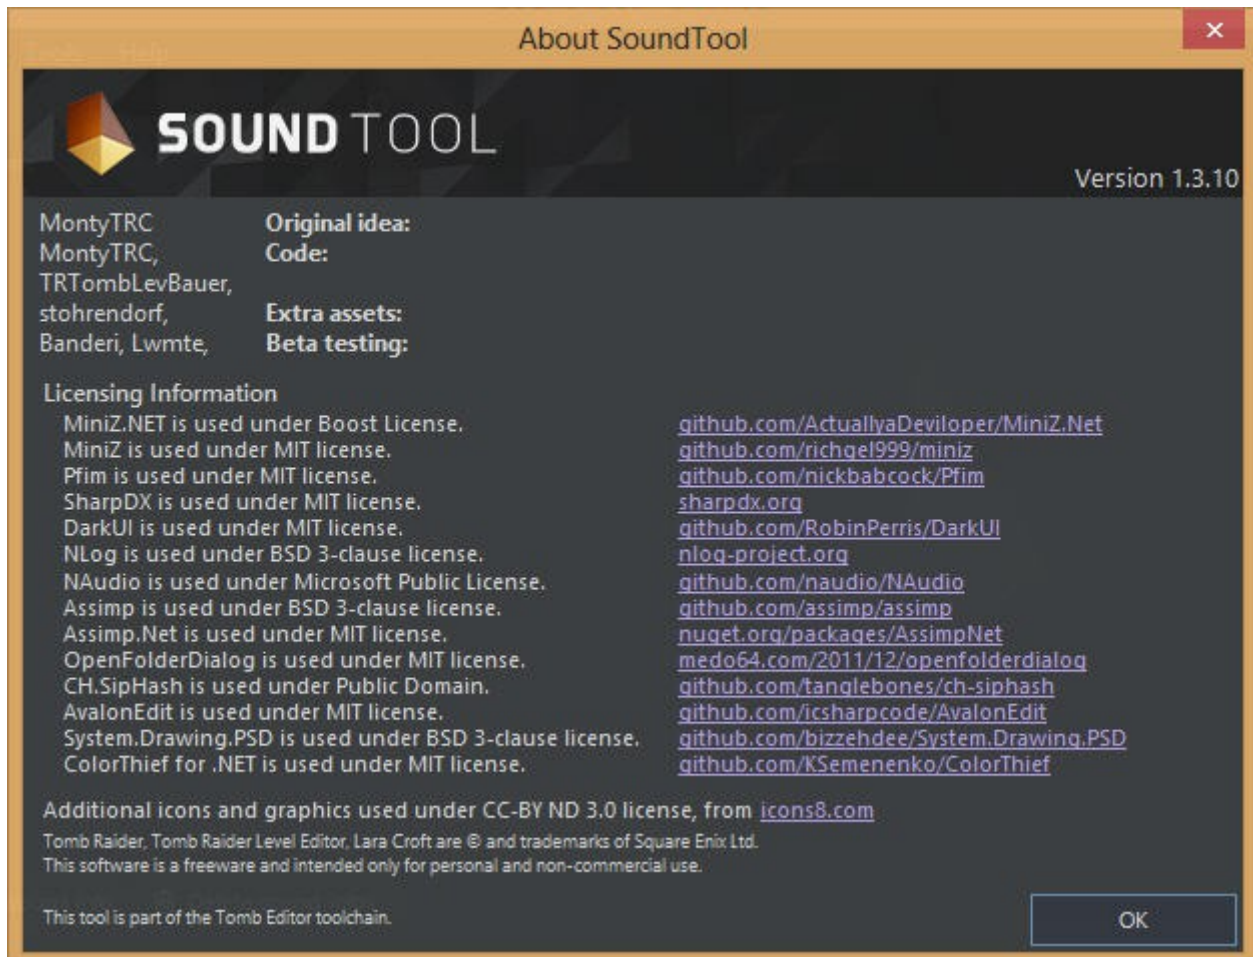 About SoundTool
SOUND TOOL
Version 1.3.10
MontyTRC Original idea:
MontyTRC, Code:
TRTombLevBauer,
stohrendorf, Extra assets:
Banderi, Lwmte, Beta testing:
Licensing Information
MiniZ.NET is used under Boost License. github.com/ActuallyaDeviloper/MiniZ.Net
MiniZ is used under MIT license. github.com/richgel999/miniz
Pfim is used under MIT license. github.com/nickbabcock/Pfim
SharpDX is used under MIT license. sharpdx.org
DarkUI is used under MIT license. github.com/RobinPerris/DarkUI
NLog is used under BSD 3-clause license. nlog-project.org
NAudio is used under Microsoft Public License. github.com/naudio/NAudio
Assimp is used under BSD 3-clause license. github.com/assimp/assimp
Assimp.Net is used under MIT license. nuget.org/packages/AssimpNet
OpenFolderDialog is used under MIT license. medo64.com/2011/12/openfolderdialog
CH.SipHash is used under Public Domain. github.com/tanglebones/ch-siphash
AvalonEdit is used under MIT license. github.com/icsharpcode/AvalonEdit
System.Drawing.PSD is used under BSD 3-clause license. github.com/bizzehdee/System.Drawing.PSD
ColorThief for .NET is used under MIT license. github.com/KSemenenko/ColorThief
Additional icons and graphics used under CC-BY ND 3.0 license, from icons8.com
Tomb Raider, Tomb Raider Level Editor, Lara Croft are © and trademarks of Square Enix Ltd.
This software is a freeware and intended only for personal and non-commercial use.
This tool is part of the Tomb Editor toolchain.
OK